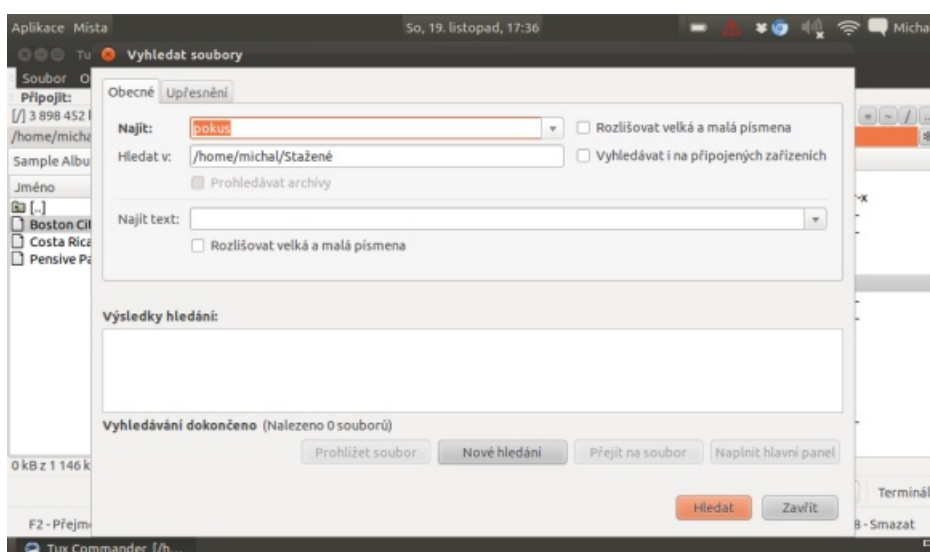 Aplikace Místa So, 19. listopad, 17:36 Micha
Tu Vyhledat soubory
Soubor O
Připojit:
[/] 3 898 452
/home/micha
Sample Albu
Jméno
[..]
Boston Cit
Costa Rica
Pensive Pa
Obecné Upřesnění
Najít: pokus Rozlišovat velká a malá písmena
Hledat v: /home/michal/Stažené Vyhledávat i na připojených zařízeních
Prohledávat archívy
Najít text:
Rozlišovat velká a malá písmena
Výsledky hledání:
Vyhledávání dokončeno (Nalezeno 0 souborů)
Prohlížet soubor Nové hledání Přejít na soubor Naplnit hlavní panel
0 kB z 1 146 k
Terminál
Hledat Zavřít
F2 - Přejm 8 - Smazat
Tux Commander [/h...